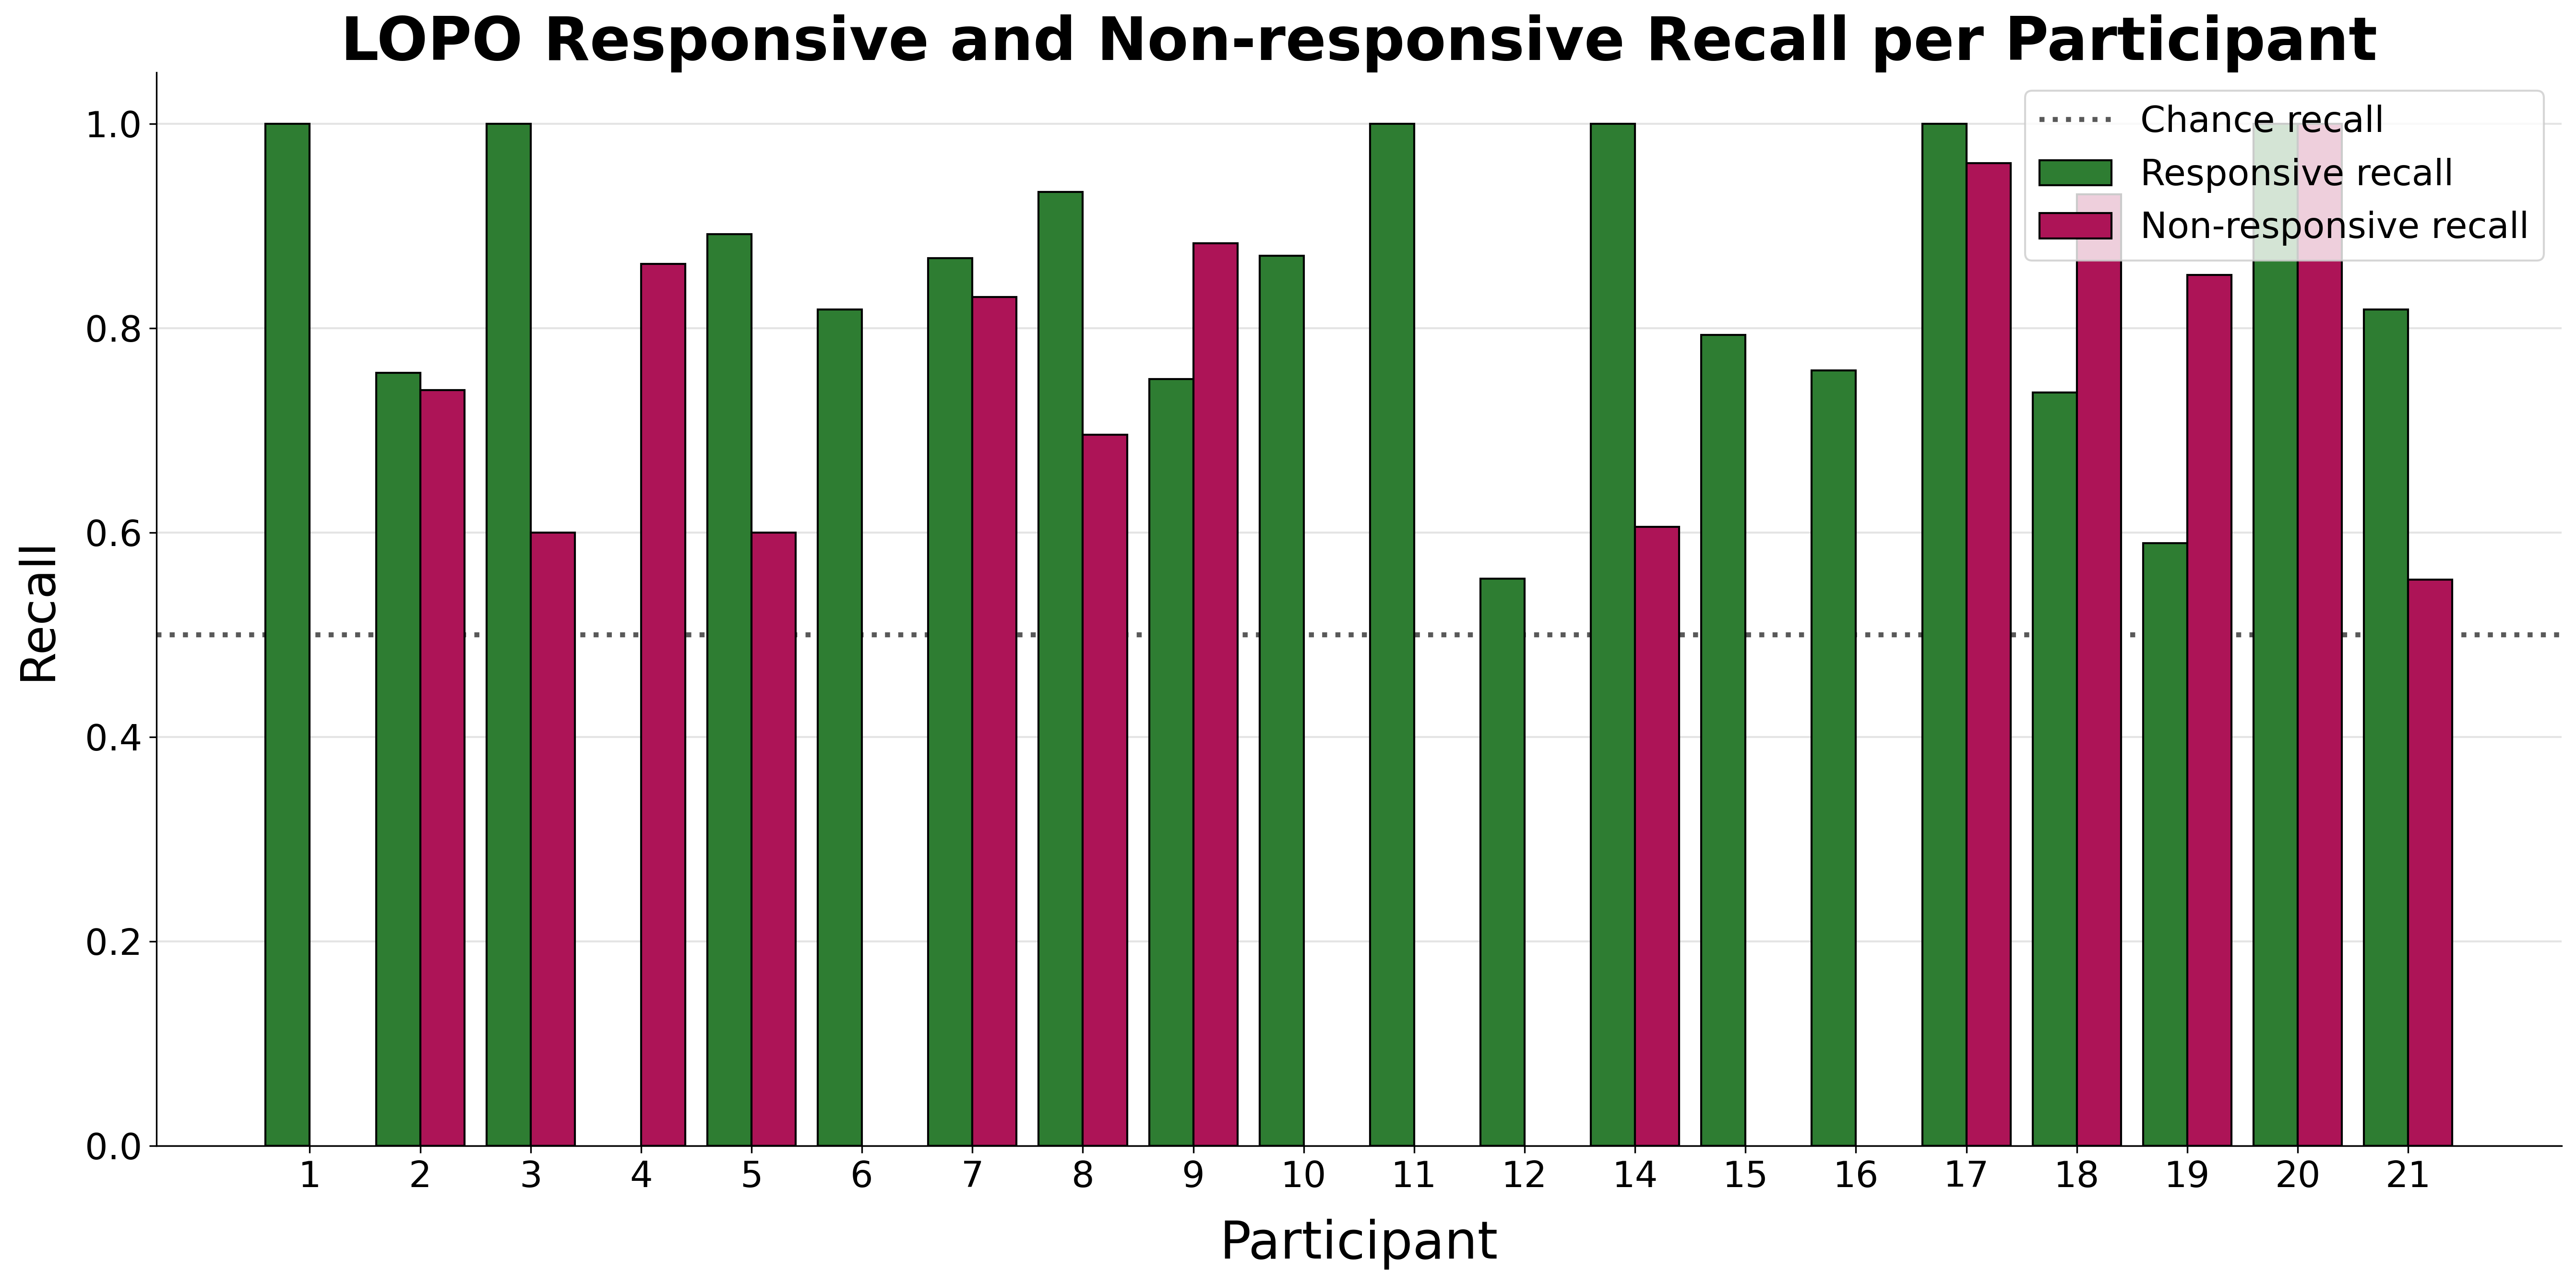 LOPO Responsive and Non-responsive Recall per Participant
Chance recall
Responsive recall
Non-responsive recall
Recall
1.0
0.8
0.6
0.4
0.2
0.0
1 2 3 4 5 6 7 8 9 10 11 12 14 15 16 17 18 19 20 21
Participant